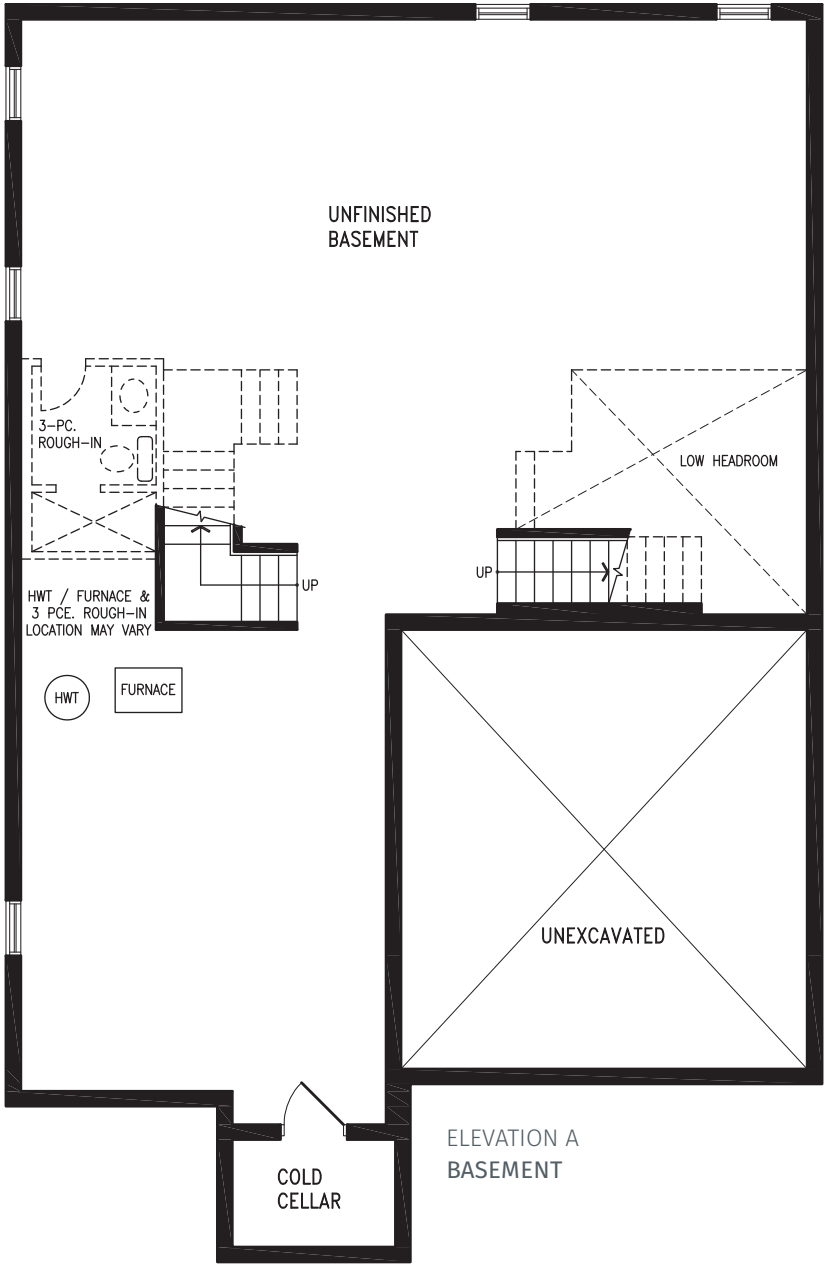 UNFINISHED
BASEMENT
3-PC.
ROUGH-IN
LOW HEADROOM
UP
UP
HWT / FURNACE &
3 PCE. ROUGH-IN
LOCATION MAY VARY
HWT
FURNACE
UNEXCAVATED
COLD
CELLAR
ELEVATION A
BASEMENT